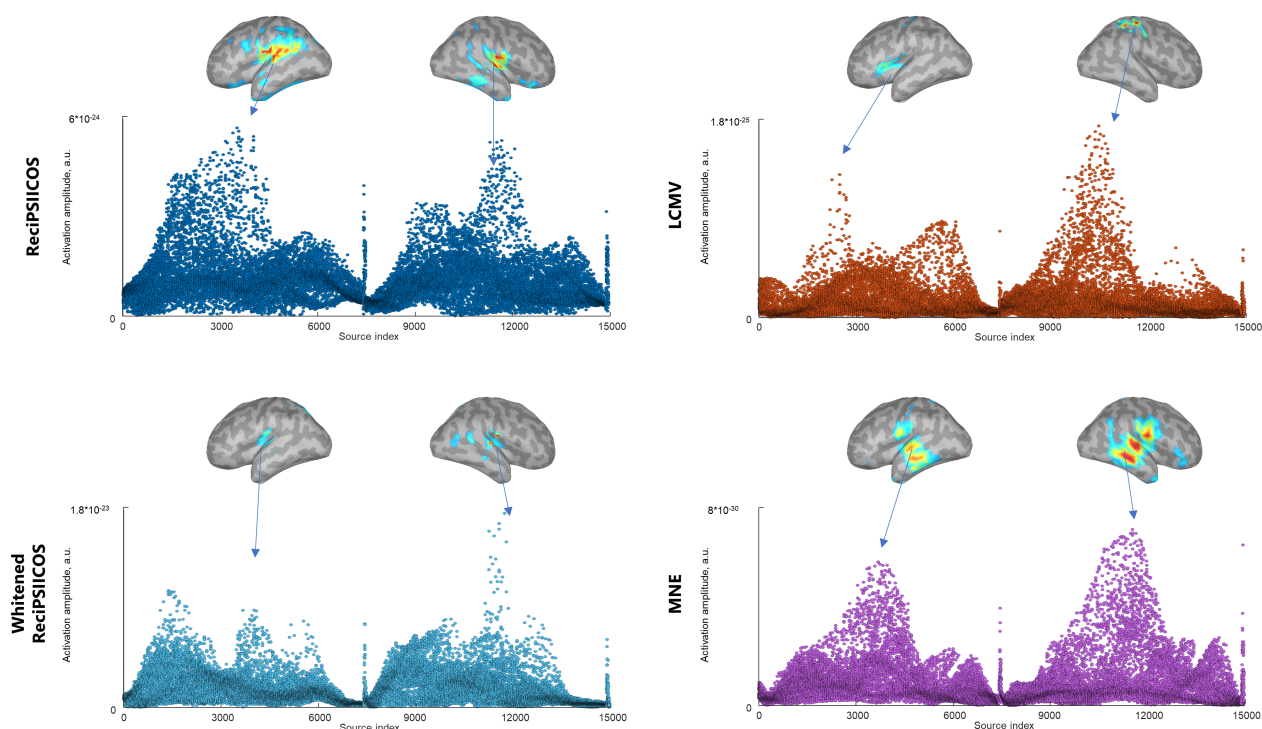 ReciPSIICOS
Activation amplitude, a.u.
6*10-24
0
0 3000 6000 9000 12000 15000
Source index
LCMV
Activation amplitude, a.u.
1.8*10-25
0
0 3000 6000 9000 12000 15000
Source index
Whitened
ReciPSIICOS
Activation amplitude, a.u.
1.8*10-23
0
0 3000 6000 9000 12000 15000
Source index
MNE
Activation amplitude, a.u.
8*10-30
0
0 3000 6000 9000 12000 15000
Source index